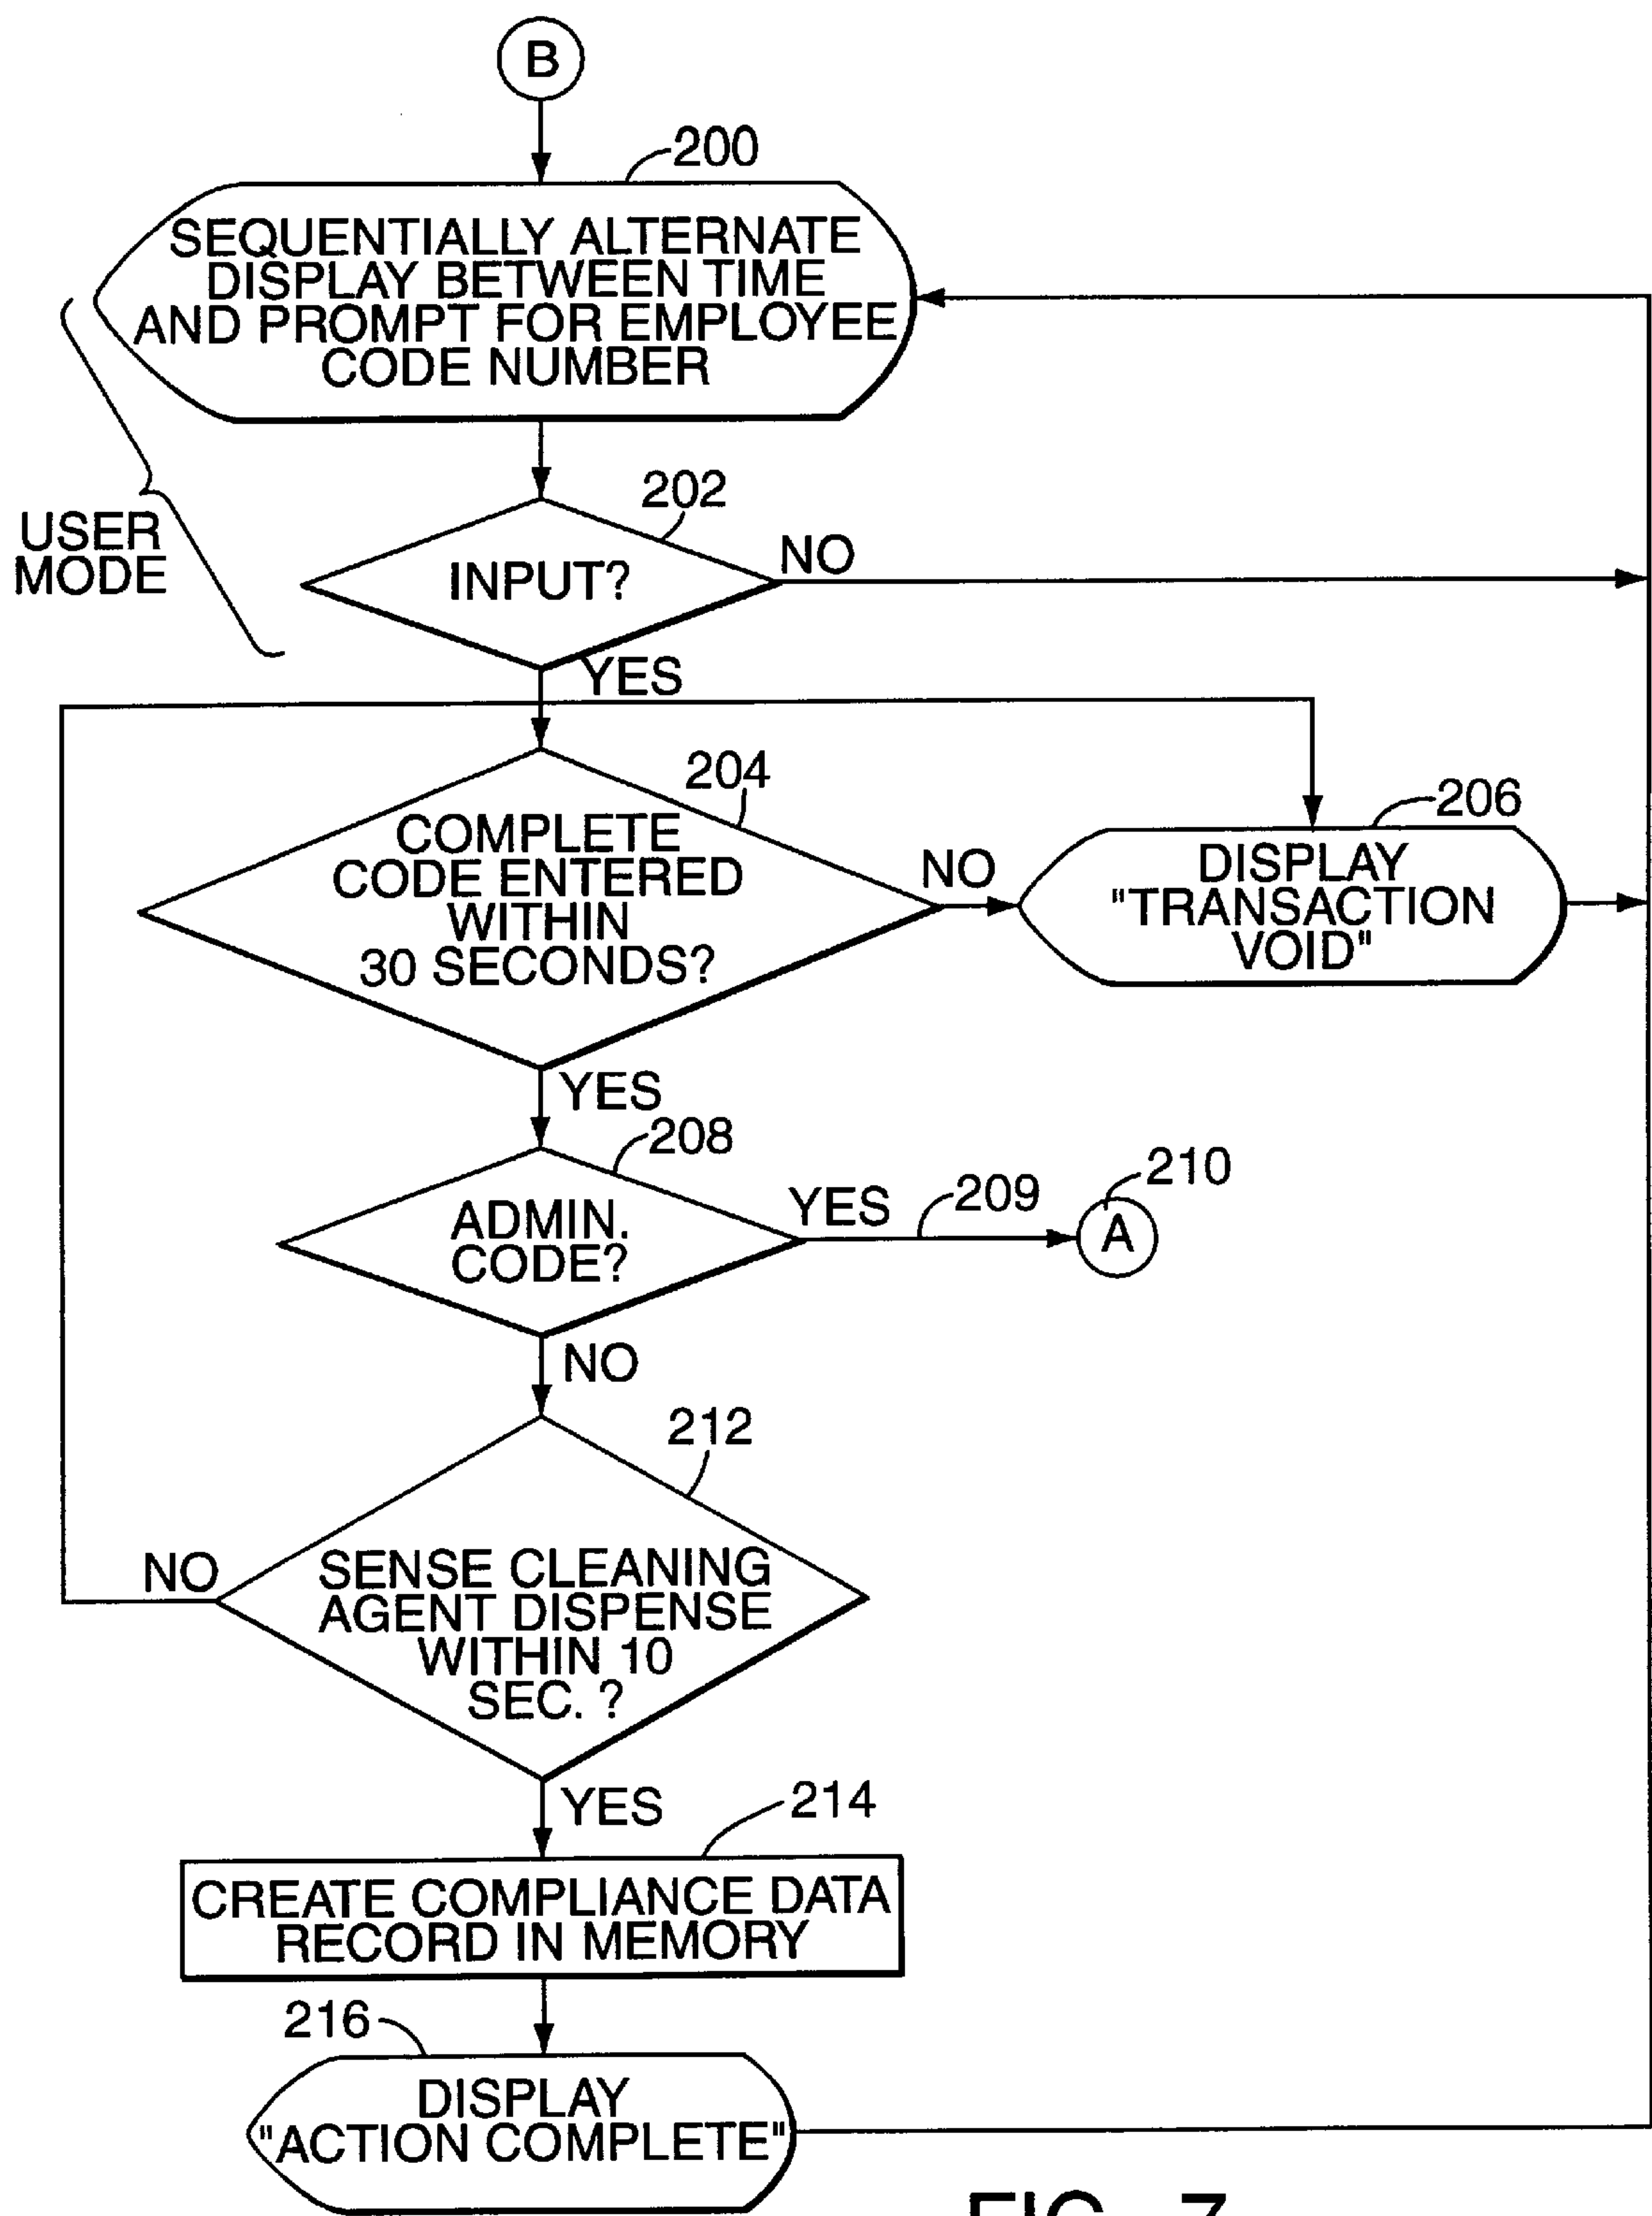 B
200
SEQUENTIALLY ALTERNATE
DISPLAY BETWEEN TIME
AND PROMPT FOR EMPLOYEE
CODE NUMBER
202
USER
MODE
INPUT?
NO
YES
204
COMPLETE
CODE ENTERED
WITHIN
30 SECONDS?
NO
206
DISPLAY
"TRANSACTION
VOID"
YES
208
ADMIN.
CODE?
YES
209
210
A
NO
212
NO
SENSE CLEANING
AGENT DISPENSE
WITHIN 10
SEC. ?
YES
214
CREATE COMPLIANCE DATA
RECORD IN MEMORY
216
DISPLAY
"ACTION COMPLETE"
FIG. 7